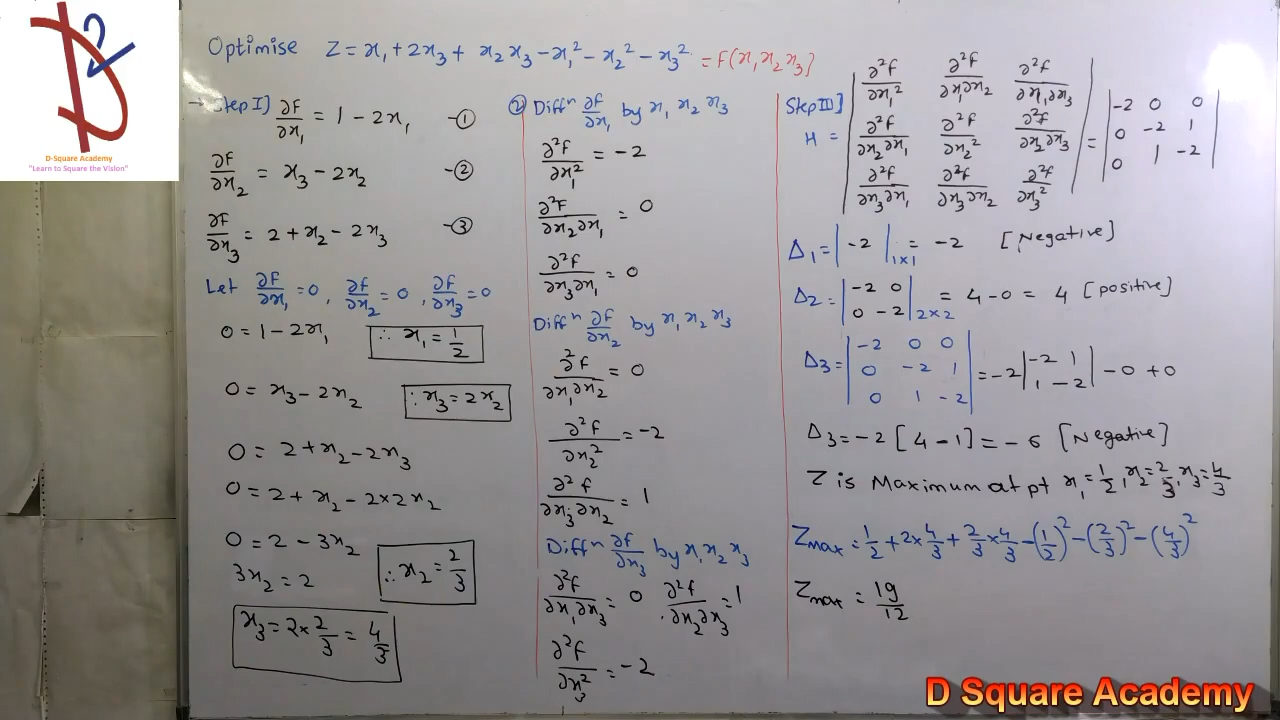 D²
D-Square Academy
"Learn to Square the Vision"
Optimise Z = x₁ + 2x₃ + x₂x₃ - x₁² - x₂² - x₃² = F(x₁x₂x₃)
→ Step I] ∂F/∂x₁ = 1 - 2x₁ -①
∂F/∂x₂ = x₃ - 2x₂ -②
∂F/∂x₃ = 2 + x₂ - 2x₃ -③
Let ∂F/∂x₁ = 0, ∂F/∂x₂ = 0, ∂F/∂x₃ = 0
0 = 1 - 2x₁ ∴ x₁ = 1/2
0 = x₃ - 2x₂ ∴ x₃ = 2x₂
0 = 2 + x₂ - 2x₃
0 = 2 + x₂ - 2×2x₂
0 = 2 - 3x₂
3x₂ = 2 ∴ x₂ = 2/3
x₃ = 2×2/3 = 4/3
② Diffⁿ ∂f/∂x₁ by x₁ x₂ x₃
∂²f/∂x₁² = -2
∂²F/∂x₂∂x₁ = 0
∂²f/∂x₃∂x₁ = 0
Diffⁿ ∂f/∂x₂ by x₁ x₂ x₃
∂²f/∂x₁∂x₂ = 0
∂²f/∂x₂² = -2
∂²f/∂x₃∂x₂ = 1
Diffⁿ ∂f/∂x₃ by x₁ x₂ x₃
∂²f/∂x₁∂x₃ = 0 ∂²f/∂x₂∂x₃ = 1
∂²f/∂x₃² = -2
Step III]
H = | ∂²f/∂x₁² ∂²f/∂x₁∂x₂ ∂²f/∂x₁∂x₃ | = | -2 0 0 |
| ∂²f/∂x₂∂x₁ ∂²f/∂x₂² ∂²f/∂x₂∂x₃ | | 0 -2 1 |
| ∂²f/∂x₃∂x₁ ∂²f/∂x₃∂x₂ ∂²f/∂x₃² | | 0 1 -2 |
Δ₁ = | -2 |₁ₓ₁ = -2 [Negative]
Δ₂ = | -2 0 |
| 0 -2 |₂ₓ₂ = 4 - 0 = 4 [positive]
Δ₃ = | -2 0 0 |
| 0 -2 1 | = -2 | -2 1 | - 0 + 0
| 0 1 -2 | | 1 -2 |
Δ₃ = -2 [4 - 1] = -6 [Negative]
Z is Maximum at pt x₁ = 1/2, x₂ = 2/3, x₃ = 4/3
Zmax = 1/2 + 2×4/3 + 2/3 × 4/3 - (1/2)² - (2/3)² - (4/3)²
Zmax = 19/12
D Square Academy